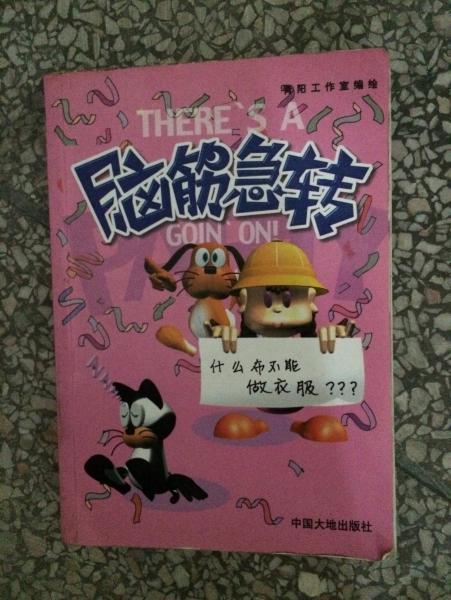 阳工作室编绘
THERE`S A
脑筋急转
GOIN` ON!
什么布不能
做衣服???
中国大地出版社